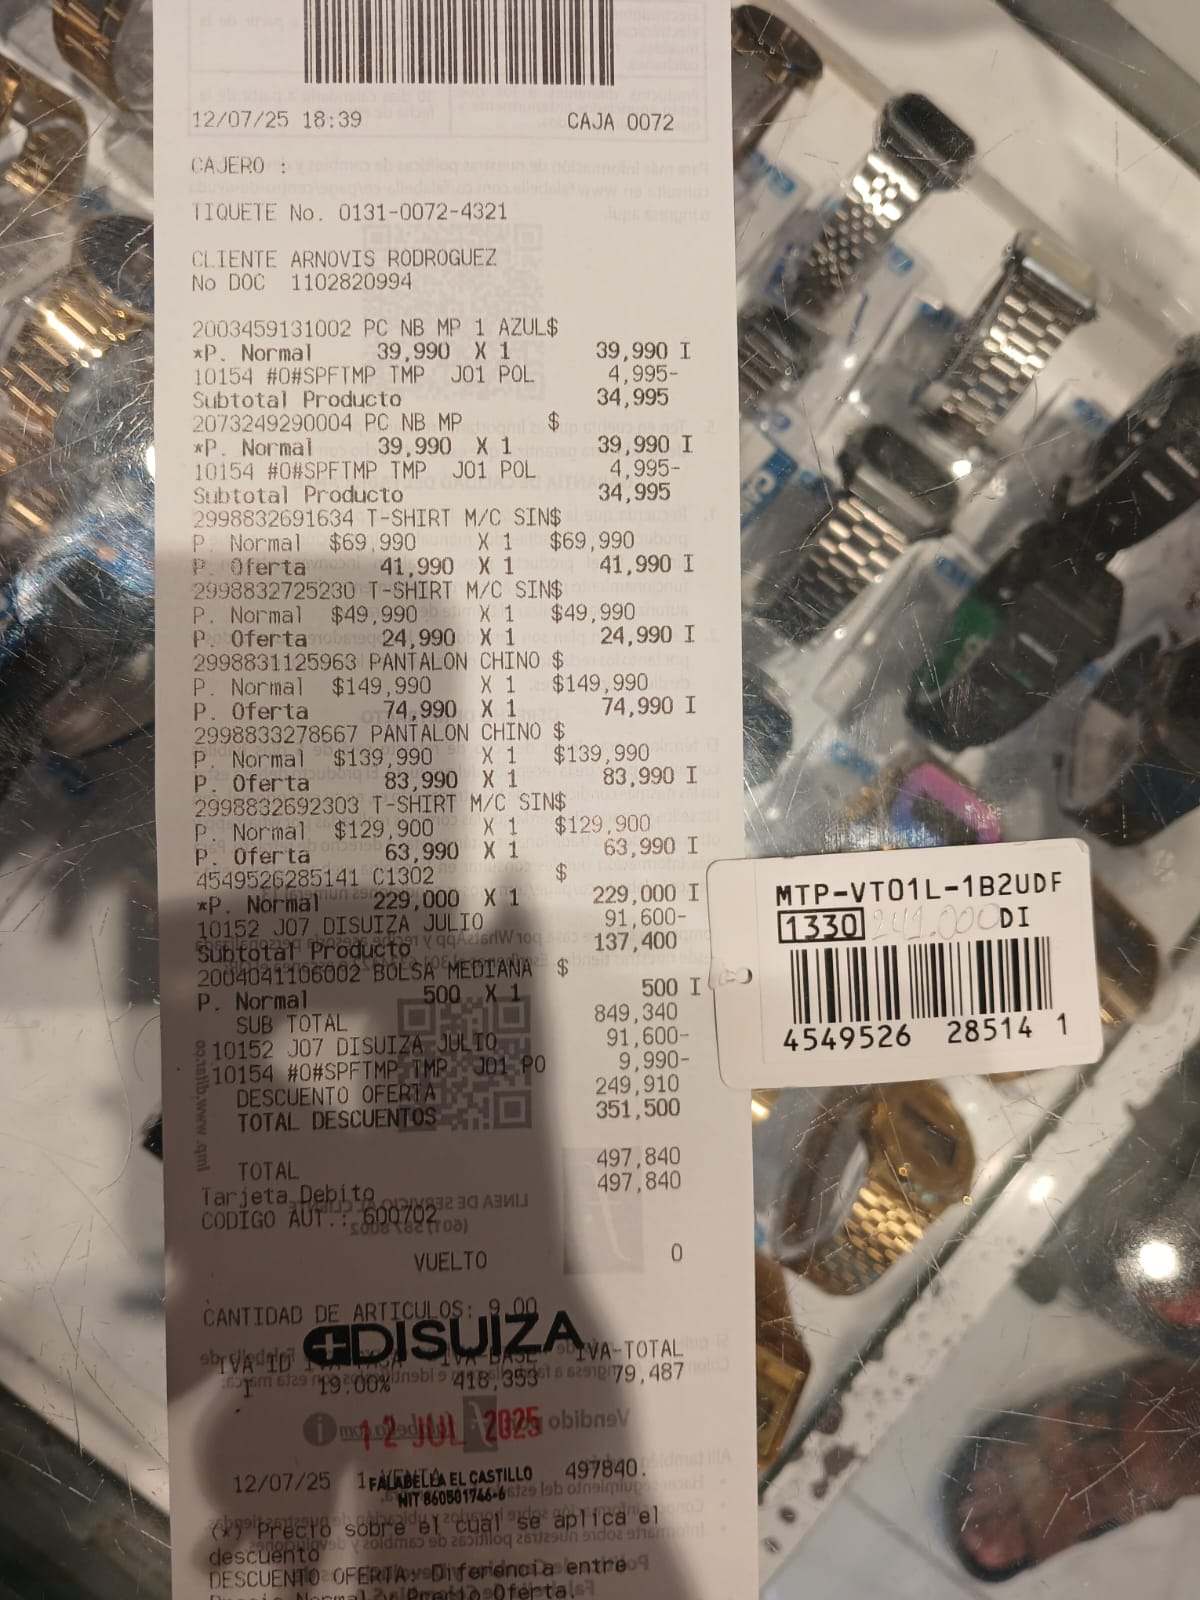 12/07/25 18:39 CAJA 0072
CAJERO :
TIQUETE No. 0131-0072-4321
CLIENTE ARNOVIS RODROGUEZ
No DOC 1102820994
2003459131002 PC NB MP 1 AZUL$
*P. Normal 39,990 X 1 39,990 I
10154 #O#SPFTMP TMP J01 POL 4,995-
Subtotal Producto 34,995
2073249290004 PC NB MP $
*P. Normal 39,990 X 1 39,990 I
10154 #O#SPFTMP TMP J01 POL 4,995-
Subtotal Producto 34,995
2998832691634 T-SHIRT M/C SIN$
P. Normal $69,990 X 1 $69,990
P. Oferta 41,990 X 1 41,990 I
2998832725230 T-SHIRT M/C SIN$
P. Normal $49,990 X 1 $49,990
P. Oferta 24,990 X 1 24,990 I
2998831125963 PANTALON CHINO $
P. Normal $149,990 X 1 $149,990
P. Oferta 74,990 X 1 74,990 I
2998833278667 PANTALON CHINO $
P. Normal $139,990 X 1 $139,990
P. Oferta 83,990 X 1 83,990 I
2998832692303 T-SHIRT M/C SIN$
P. Normal $129,900 X 1 $129,900
P. Oferta 63,990 X 1 63,990 I
4549526285141 C1302 $
*P. Normal 229,000 X 1 229,000 I
10152 J07 DISUIZA JULIO 91,600-
Subtotal Producto 137,400
2004041106002 BOLSA MEDIANA $
P. Normal 500 X 1 500 I
SUB TOTAL 849,340
10152 J07 DISUIZA JULIO 91,600-
10154 #O#SPFTMP TMP J01 PO 9,990-
DESCUENTO OFERTA 249,910
TOTAL DESCUENTOS 351,500
TOTAL 497,840
Tarjeta Debito 497,840
CODIGO AUT.: 600702
VUELTO 0
CANTIDAD DE ARTICULOS: 9.00
DISUIZA
IVA ID IVA-BASE IVA-TOTAL
I 19.00% 418,353 79,487
12 JUL 2025
12/07/25 1 VENTA 497840.
FALABELLA EL CASTILLO
NIT 860501746-6
(*) Precio sobre el cual se aplica el
descuento
DESCUENTO OFERTA: Diferencia entre
Precio Normal y Precio Oferta.
MTP-VT01L-1B2UDF
1330 241.000 DI
4549526 28514 1